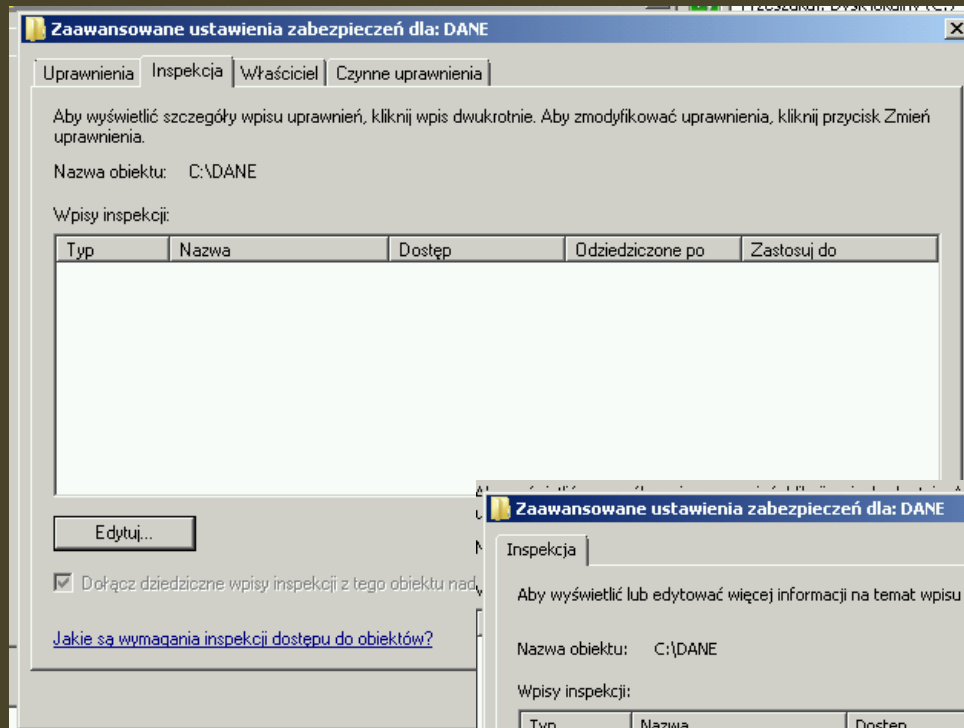 Przeszukaj: Dysk lokalny (C:)
Zaawansowane ustawienia zabezpieczeń dla: DANE
Uprawnienia Inspekcja Właściciel Czynne uprawnienia
Aby wyświetlić szczegóły wpisu uprawnień, kliknij wpis dwukrotnie. Aby zmodyfikować uprawnienia, kliknij przycisk Zmień
uprawnienia.
Nazwa obiektu: C:\DANE
Wpisy inspekcji:
Typ Nazwa Dostęp Odziedziczone po Zastosuj do
Edytuj...
Dołącz dziedziczne wpisy inspekcji z tego obiektu nad
Jakie są wymagania inspekcji dostępu do obiektów?
Zaawansowane ustawienia zabezpieczeń dla: DANE
Inspekcja
Aby wyświetlić lub edytować więcej informacji na temat wpisu
Nazwa obiektu: C:\DANE
Wpisy inspekcji:
Typ Nazwa Dostęp